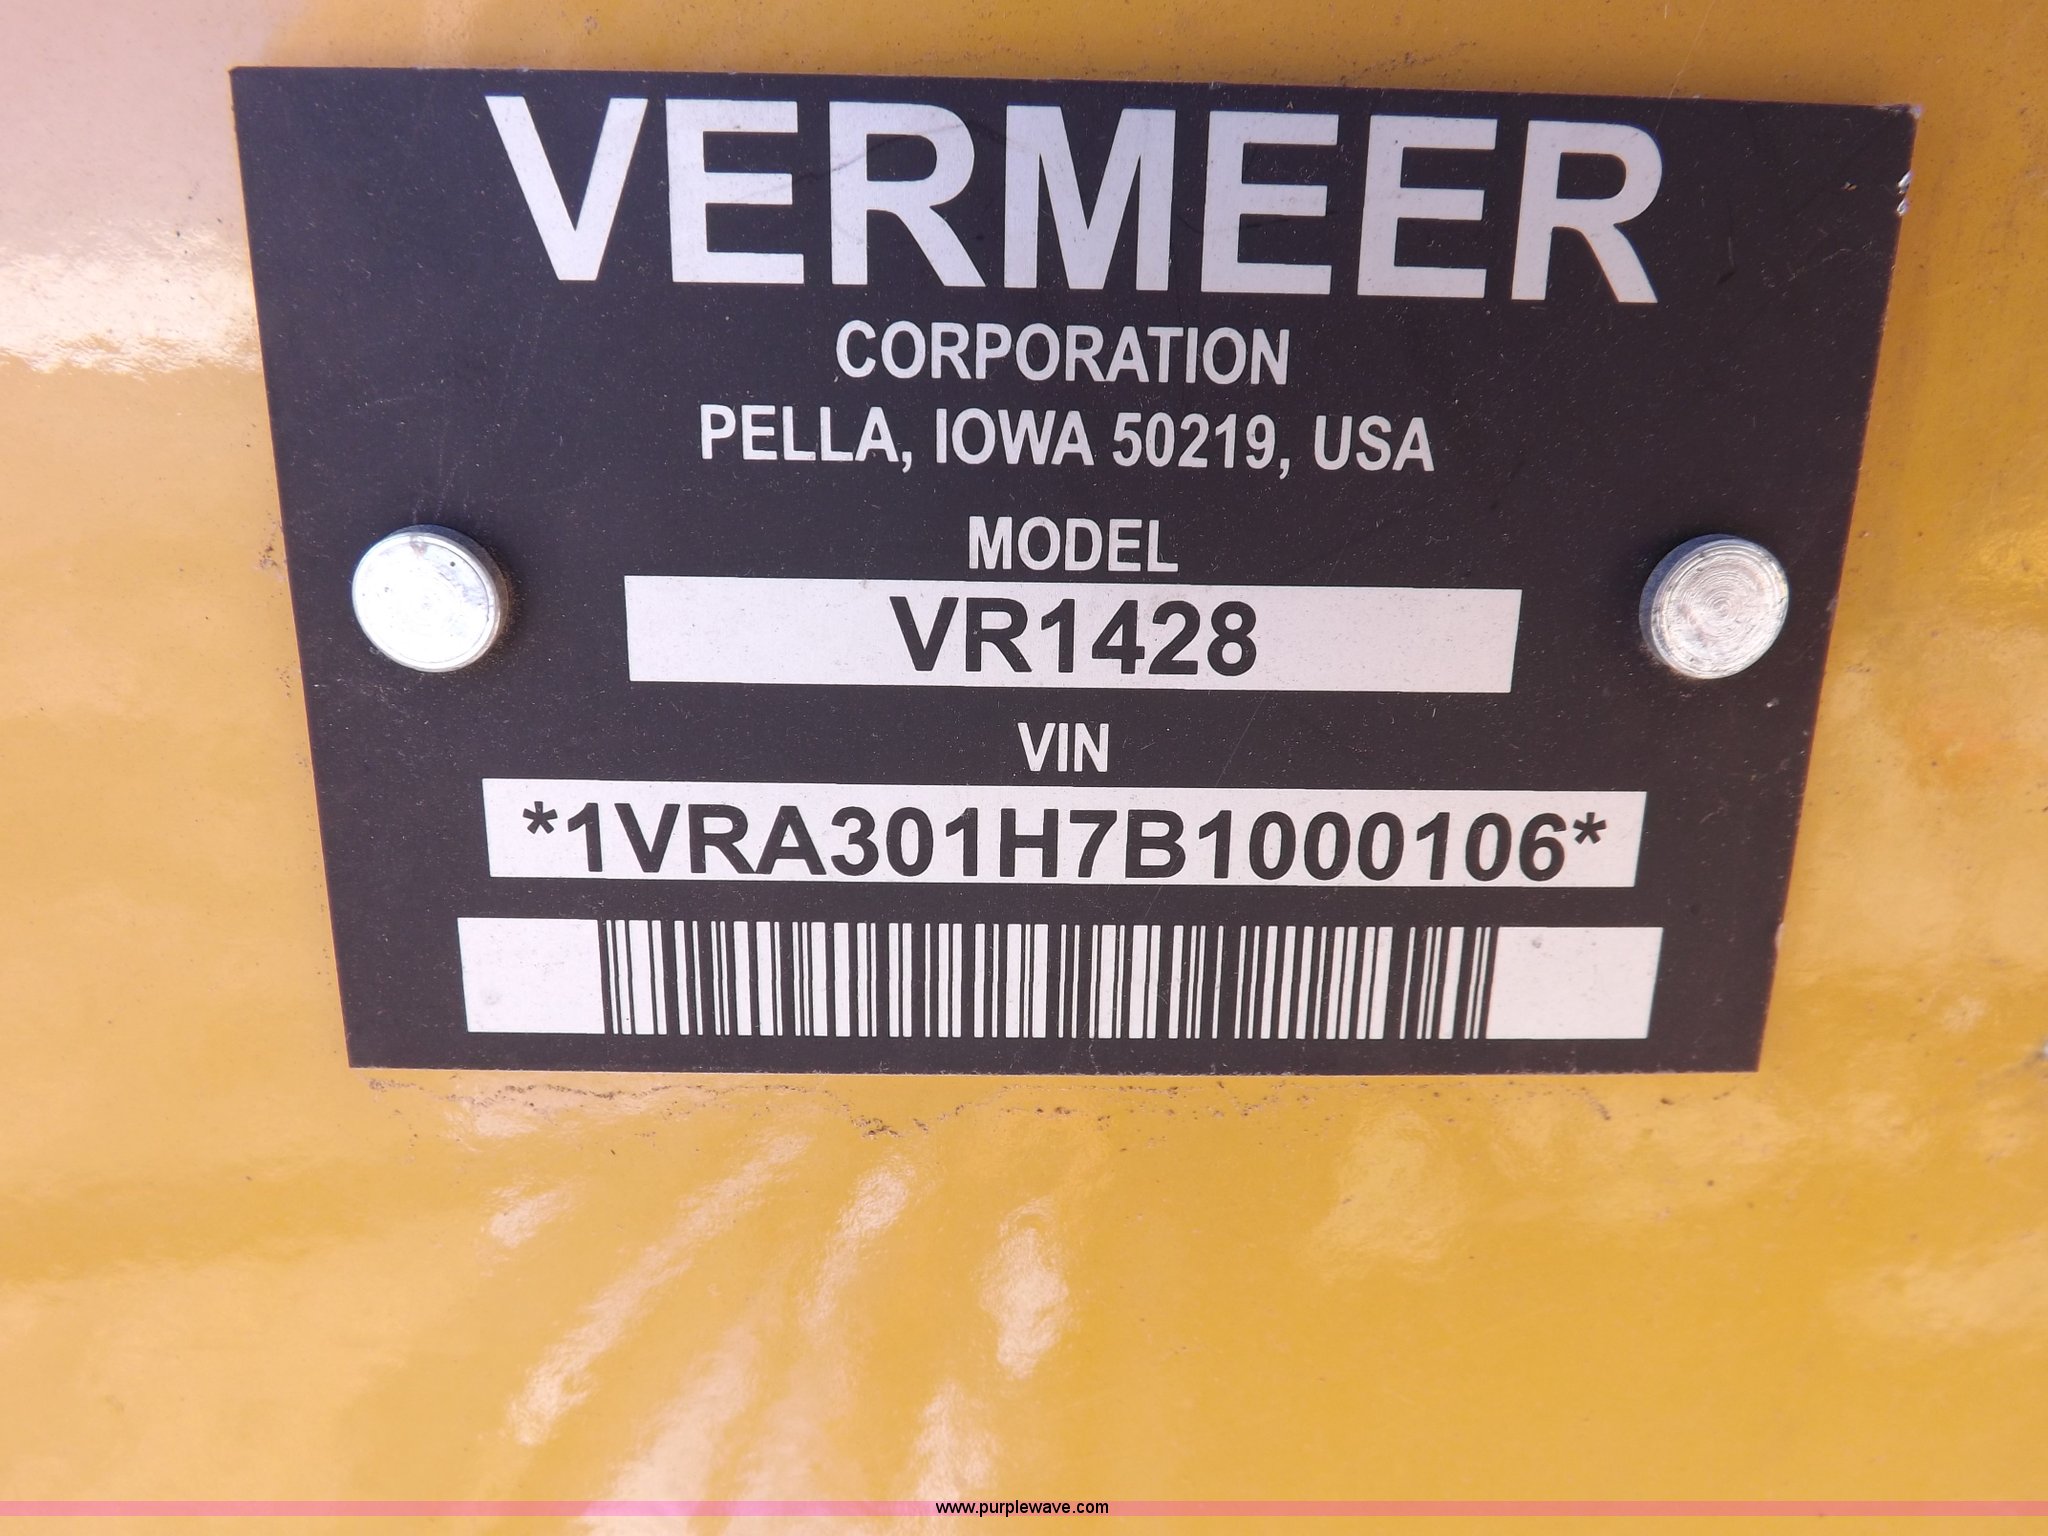 VERMEER
CORPORATION
PELLA, IOWA 50219, USA
MODEL
VR1428
VIN
*1VRA301H7B1000106*
www.purplewave.com